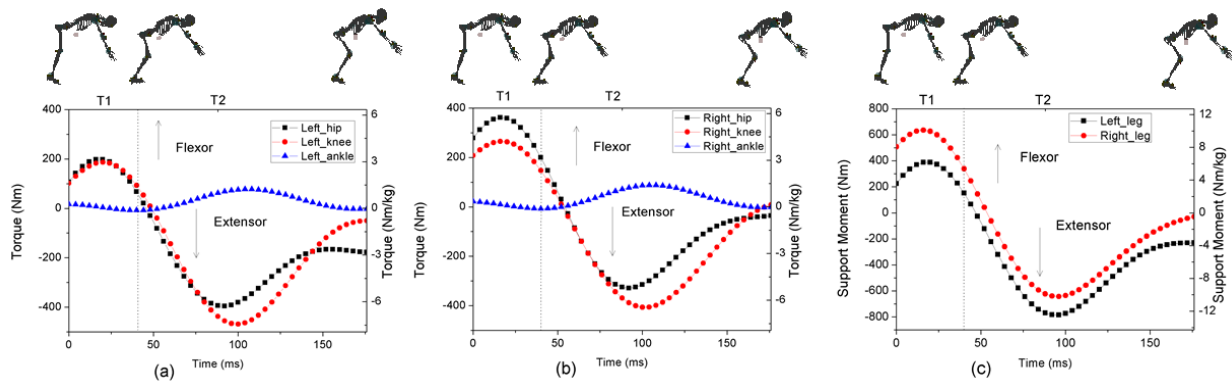 T1 T2
400
200
0
-200
-400
Torque (Nm)
Left_hip
Left_knee
Left_ankle
Flexor
Extensor
6
3
0
-3
-6
Torque (Nm/kg)
0 50 100 150
Time (ms)
(a)
T1 T2
400
200
0
-200
-400
Torque (Nm)
Right_hip
Right_knee
Right_ankle
Flexor
Extensor
6
3
0
-3
-6
Torque (Nm/kg)
0 50 100 150
Time (ms)
(b)
T1 T2
800
600
400
200
0
-200
-400
-600
-800
Support Moment (Nm)
Left_leg
Right_leg
Flexor
Extensor
12
8
4
0
-4
-8
-12
Support Moment (Nm/kg)
0 50 100 150
Time (ms)
(c)